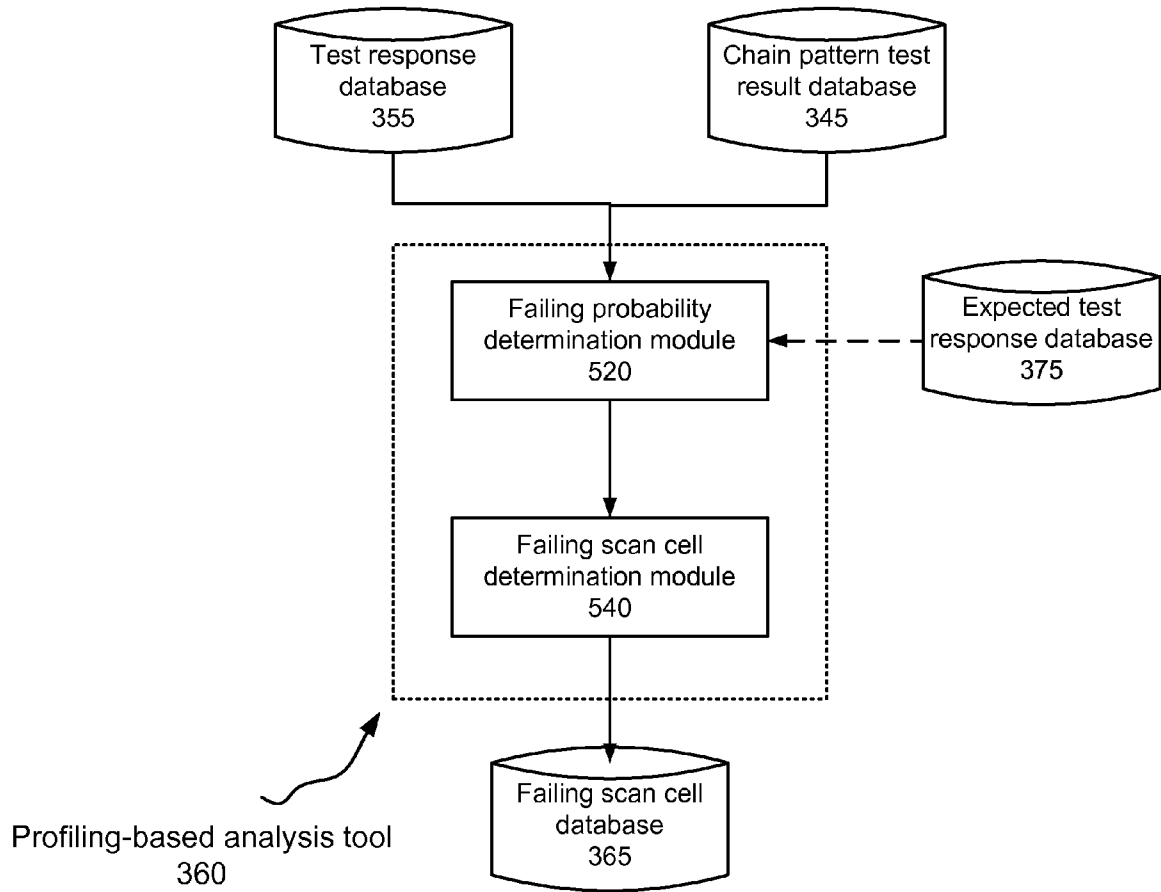 Test response
database
355
Chain pattern test
result database
345
Failing probability
determination module
520
Expected test
response database
375
Failing scan cell
determination module
540
Failing scan cell
database
365
Profiling-based analysis tool
360